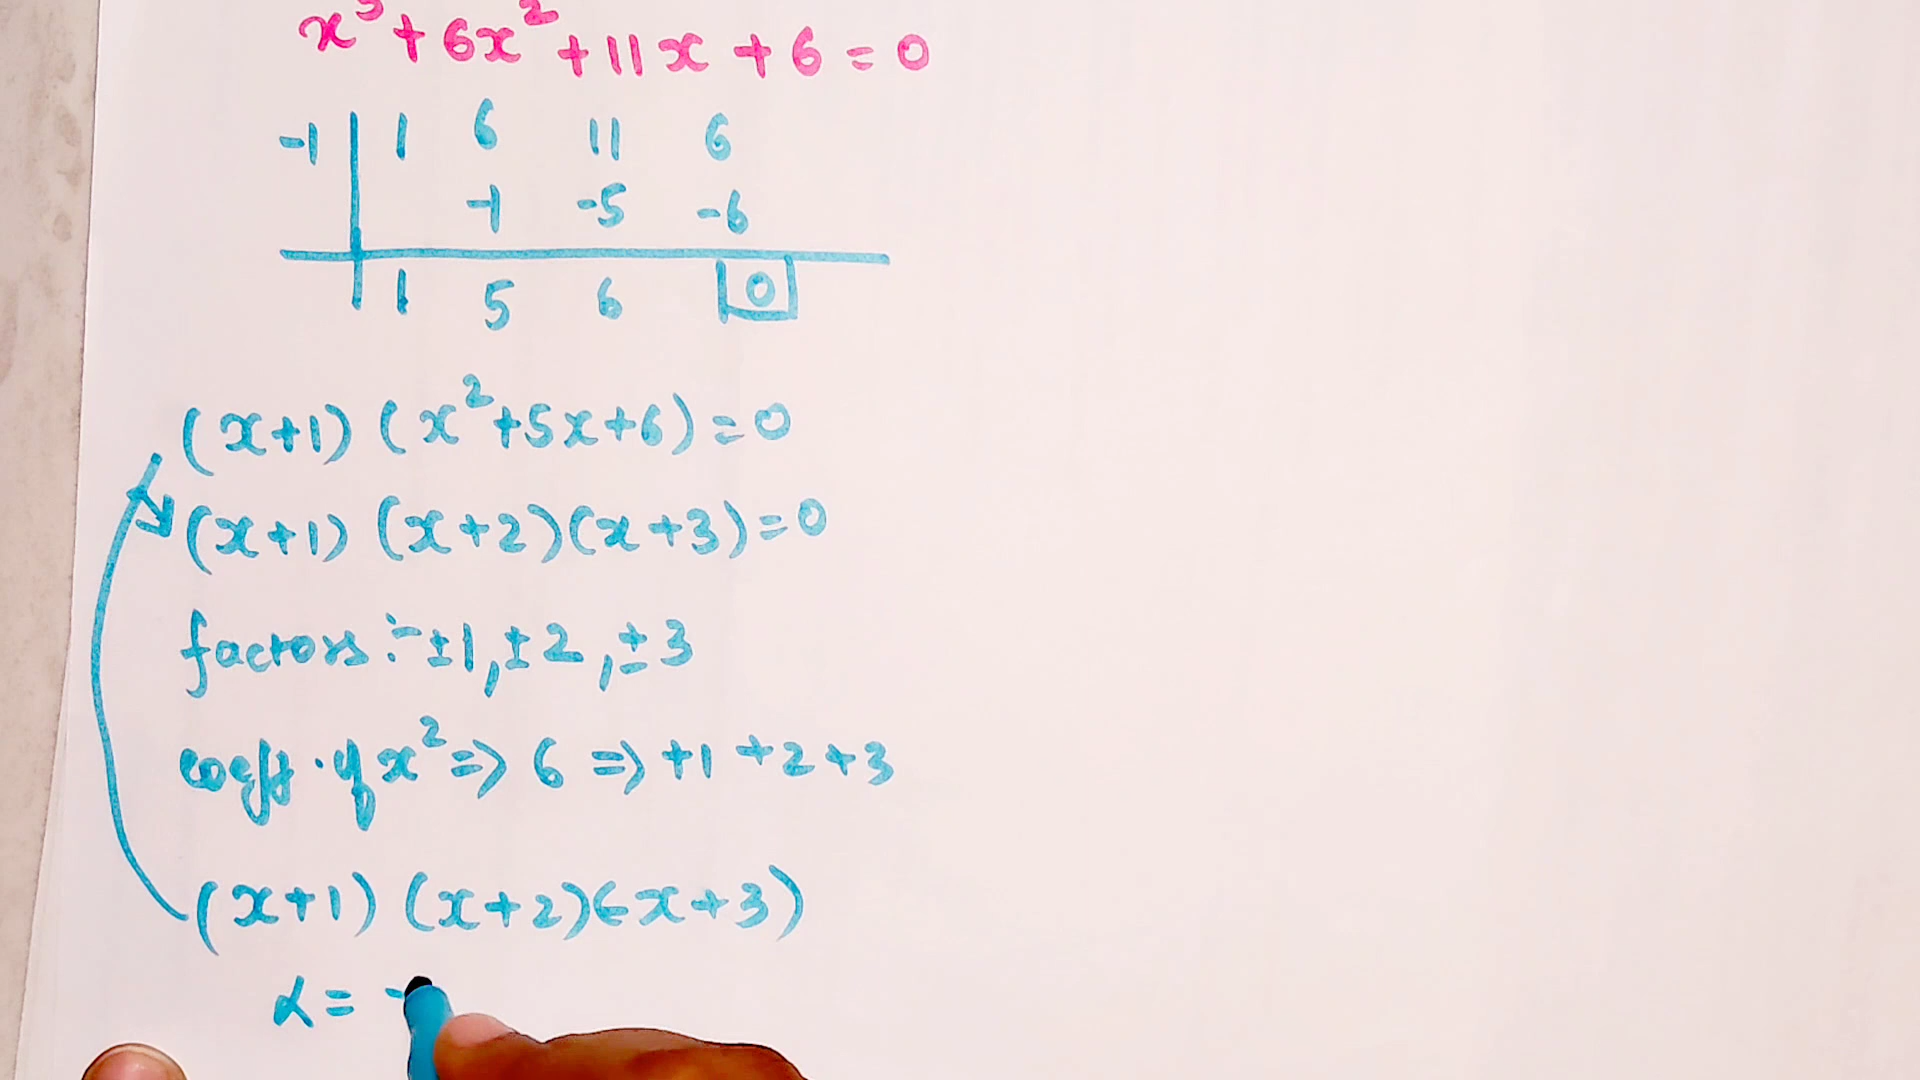 x³+6x²+11x+6=0
-1 | 1 6 11 6
-1 -5 -6
1 5 6 0
(x+1) (x²+5x+6)=0
(x+1) (x+2)(x+3)=0
factors :- ±1, ±2, ±3
coeff. of x² => 6 => +1 +2 +3
(x+1) (x+2)(x+3)
α= -